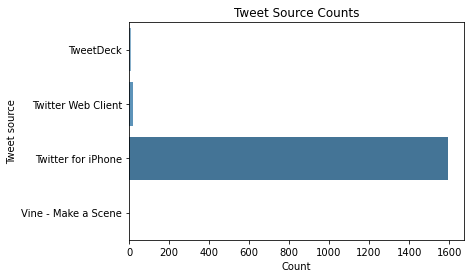 Tweet Source Counts
Tweet source
TweetDeck
Twitter Web Client
Twitter for iPhone
Vine - Make a Scene
0 200 400 600 800 1000 1200 1400 1600
Count